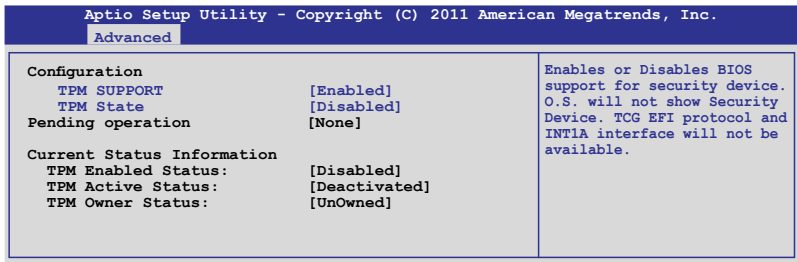 Aptio Setup Utility - Copyright (C) 2011 American Megatrends, Inc.
Advanced
Configuration
TPM SUPPORT [Enabled]
TPM State [Disabled]
Pending operation [None]
Current Status Information
TPM Enabled Status: [Disabled]
TPM Active Status: [Deactivated]
TPM Owner Status: [UnOwned]
Enables or Disables BIOS
support for security device.
O.S. will not show Security
Device. TCG EFI protocol and
INT1A interface will not be
available.